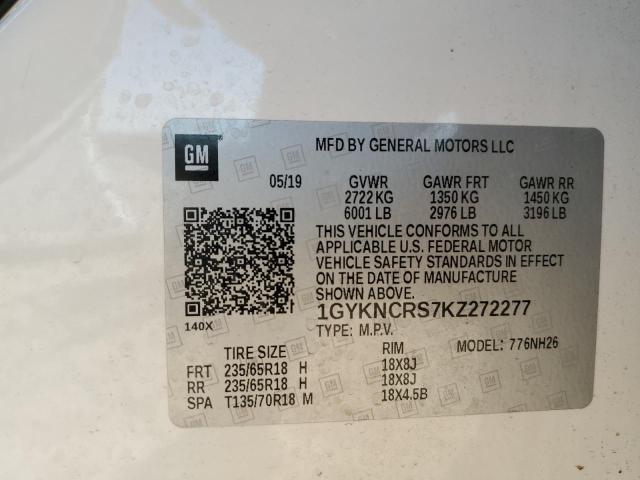 GM
MFD BY GENERAL MOTORS LLC
05/19 GVWR GAWR FRT GAWR RR
2722 KG 1350 KG 1450 KG
6001 LB 2976 LB 3196 LB
THIS VEHICLE CONFORMS TO ALL
APPLICABLE U.S. FEDERAL MOTOR
VEHICLE SAFETY STANDARDS IN EFFECT
ON THE DATE OF MANUFACTURE
SHOWN ABOVE.
1GYKNCRS7KZ272277
140X
TYPE: M.P.V.
TIRE SIZE RIM MODEL: 776NH26
FRT 235/65R18 H 18X8J
RR 235/65R18 H 18X8J
SPA T135/70R18 M 18X4.5B